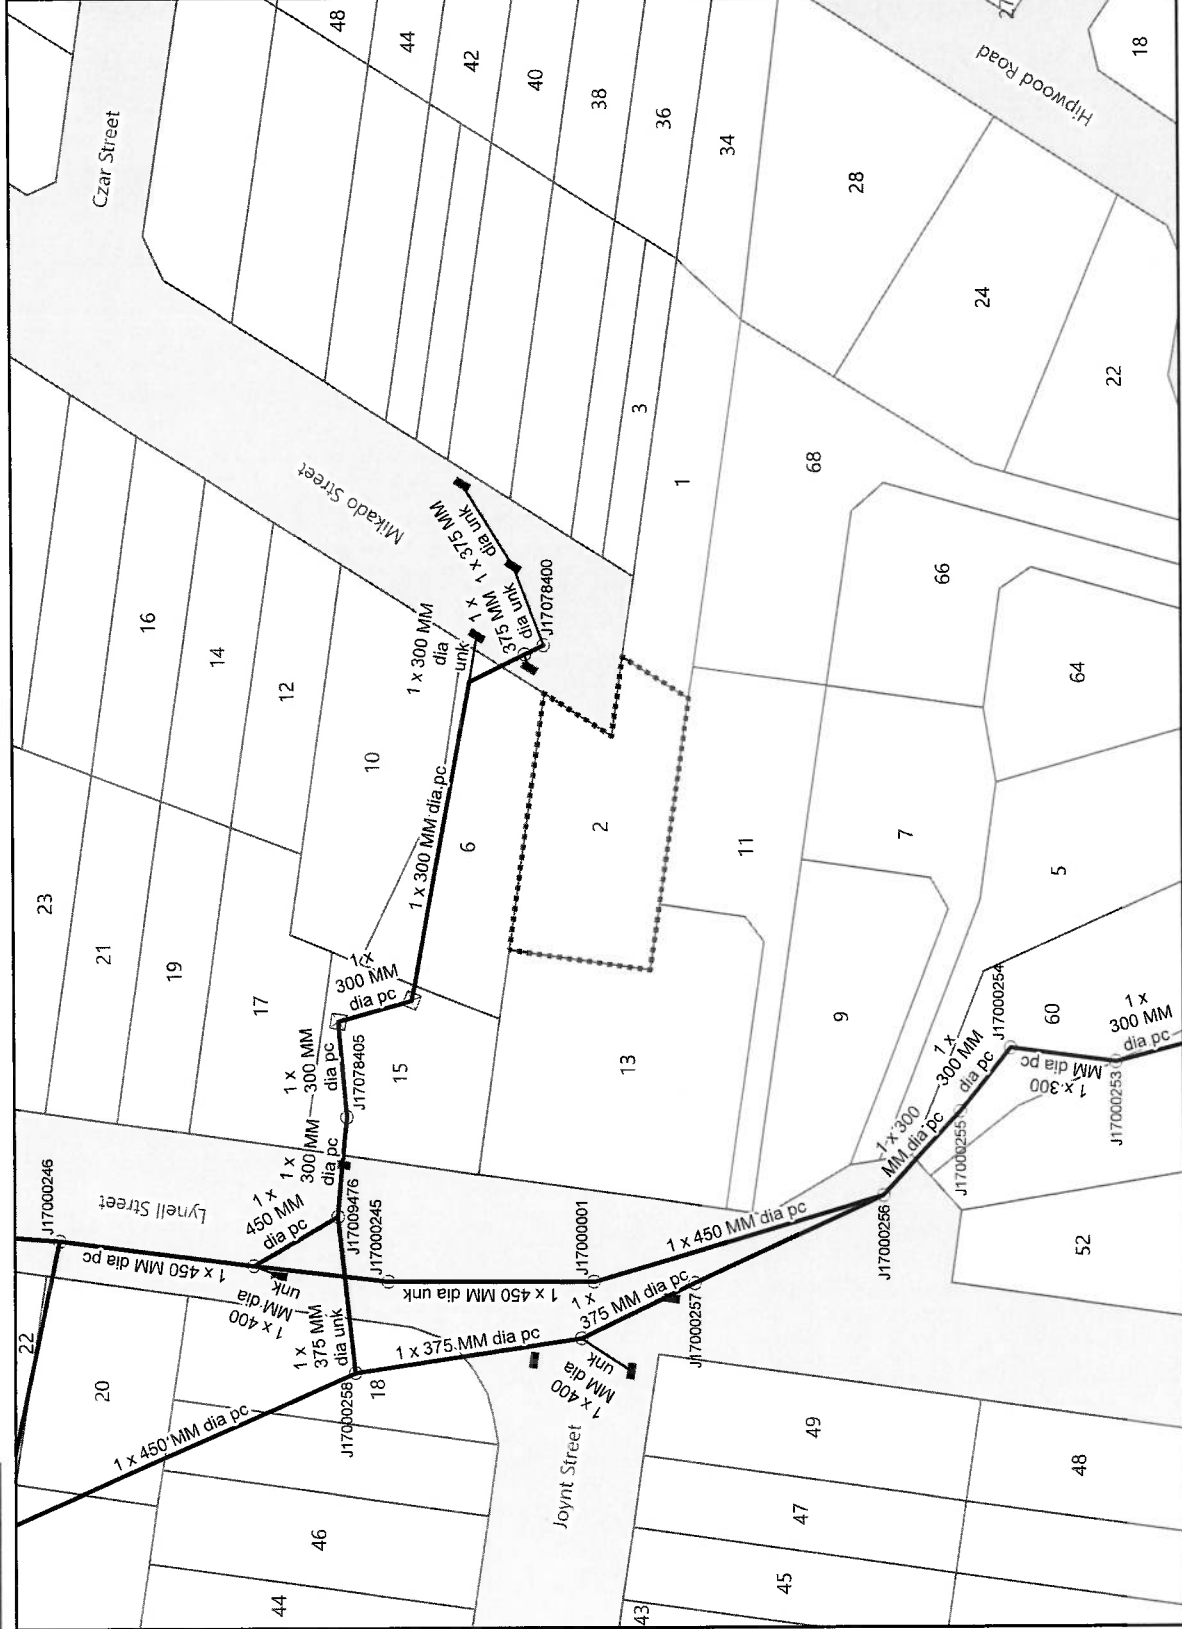 48
44
42
40
38
36
34
28
24
22
18
27
Hipwood Road
Czar Street
Mikado Street
3
1
68
66
64
16
14
12
10
6
2
11
7
5
9
23
21
19
17
15
13
60
52
1 x 375 MM
dia unk
1 x
375 MM
dia unk
J17078400
1 x 300 MM
dia
unk
1 x 300 MM dia pc
1 x
300 MM
dia pc
1 x
300 MM
dia pc
J17078405
1 x
300 MM
dia pc
J17009476
1 x
450 MM
dia pc
Lynell Street
J17000246
1 x 450 MM dia pc
J17000245
1 x 400
MM dia
unk
1 x
375 MM
dia unk
1 x 450 MM dia unk
J17000001
1 x 450 MM dia pc
1 x
375 MM dia pc
J17000257
J17000256
1 x 300
MM dia pc
J17000255
1 x
300 MM
dia pc
J17000254
1 x 300
MM dia pc
J17000253
1 x
300 MM
dia pc
1 x 375 MM dia pc
1 x 400
MM dia
unk
J17000258
1 x 450 MM dia pc
22
20
18
46
44
Joynt Street
49
48
47
45
43